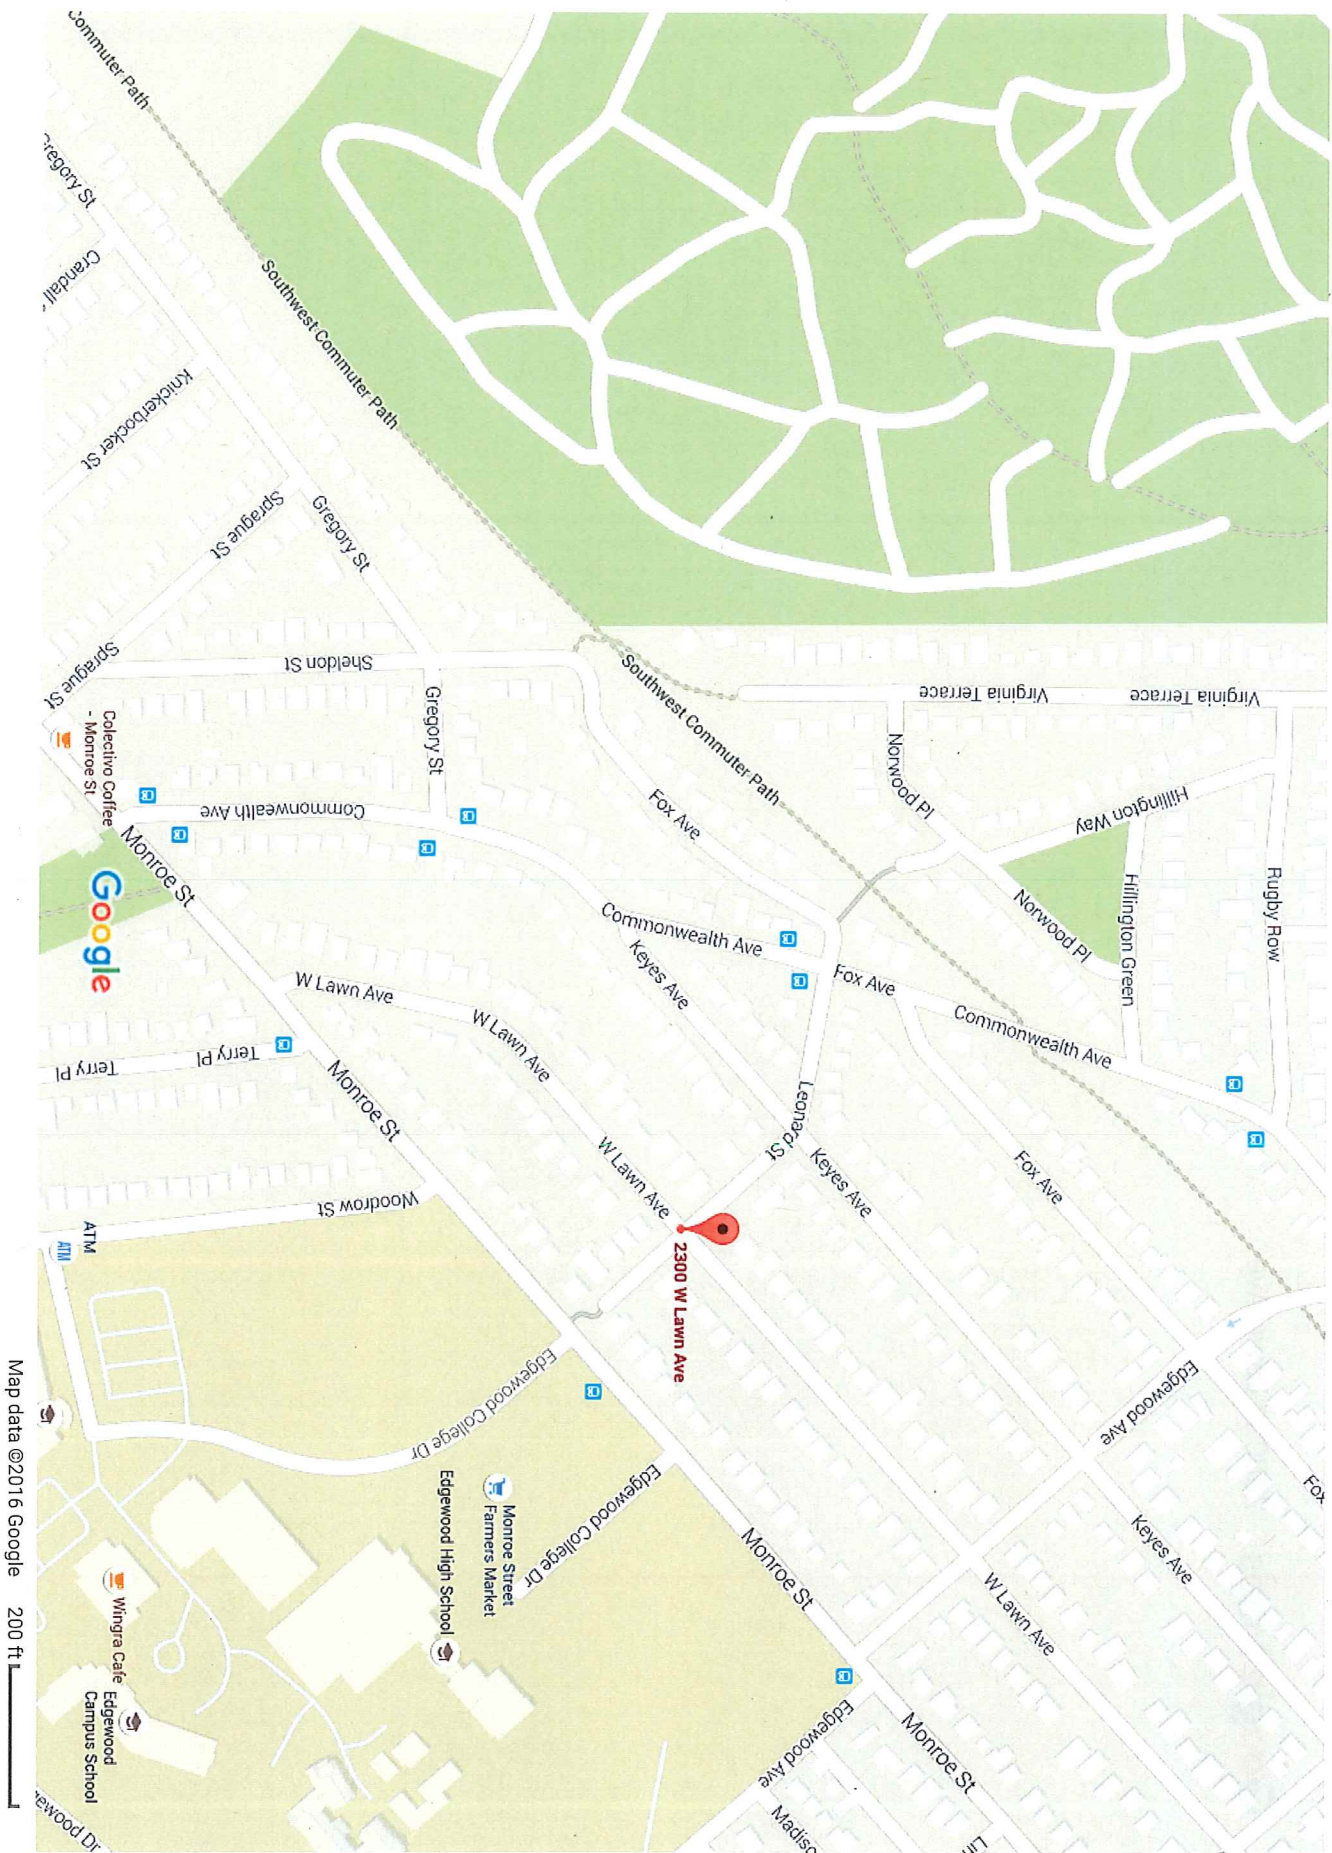 Virginia Terrace
Rugby Row
Fox
Hillington Way
Hillington Green
Edgewood Ave
Keyes Ave
Virginia Terrace
Norwood Pl
Commonwealth Ave
Fox Ave
W Lawn Ave
Norwood Pl
Fox Ave
Keyes Ave
Monroe St
Southwest Commuter Path
Leonard St
Edgewood Ave
Madiso
Fox Ave
Commonwealth Ave
Keyes Ave
W Lawn Ave
2300 W Lawn Ave
Monroe St
Edgewood College Dr
W Lawn Ave
Edgewood College Dr
Monroe Street
Farmers Market
Edgewood High School
Gregory St
Southwest Commuter Path
Gregory St
Sheldon St
Commonwealth Ave
W Lawn Ave
Monroe St
Woodrow St
Sprague St
Terry Pl
Monroe St
Knickerbocker St
Sprague St
Colectivo Coffee
- Monroe St
Google
Terry Pl
ATM
ATM
Wingra Cafe
Edgewood
Campus School
Commuter Path
Gregory St
Crandall
ewood Dr
Map data ©2016 Google
200 ft